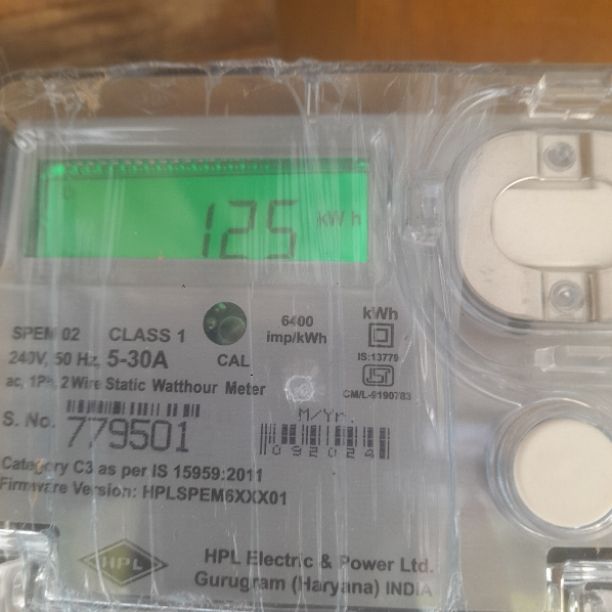 125 kWh
SPEM 02 CLASS 1 CAL 6400 imp/kWh kWh
240V, 50 Hz, 5-30A
IS:13779
ac, 1Ph, 2 Wire Static Watthour Meter
CM/L-9190783
S. No. 779501
M/Yr.
092024
Category C3 as per IS 15959:2011
Firmware Version: HPLSPEM6XXX01
HPL
HPL Electric & Power Ltd.
Gurugram (Haryana) INDIA